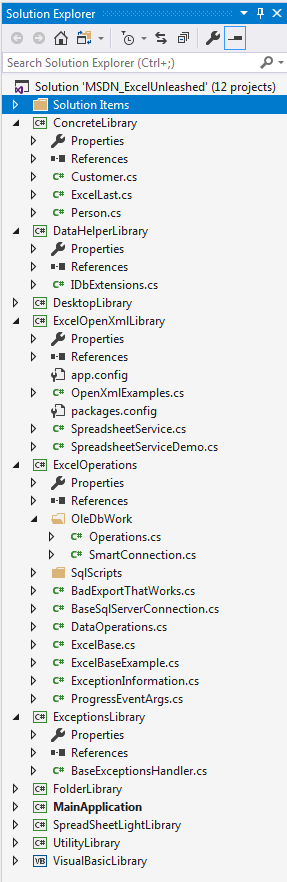 Solution Explorer
Search Solution Explorer (Ctrl+;)
Solution 'MSDN_ExcelUnleashed' (12 projects)
Solution Items
C# ConcreteLibrary
Properties
References
C# Customer.cs
C# ExcelLast.cs
C# Person.cs
C# DataHelperLibrary
Properties
References
C# IDbExtensions.cs
C# DesktopLibrary
C# ExcelOpenXmlLibrary
Properties
References
app.config
C# OpenXmlExamples.cs
packages.config
C# SpreadsheetService.cs
C# SpreadsheetServiceDemo.cs
C# ExcelOperations
Properties
References
OleDbWork
C# Operations.cs
C# SmartConnection.cs
SqlScripts
C# BadExportThatWorks.cs
C# BaseSqlServerConnection.cs
C# DataOperations.cs
C# ExcelBase.cs
C# ExcelBaseExample.cs
C# ExceptionInformation.cs
C# ProgressEventArgs.cs
C# ExceptionsLibrary
Properties
References
C# BaseExceptionsHandler.cs
C# FolderLibrary
C# MainApplication
C# SpreadSheetLightLibrary
C# UtilityLibrary
VB VisualBasicLibrary